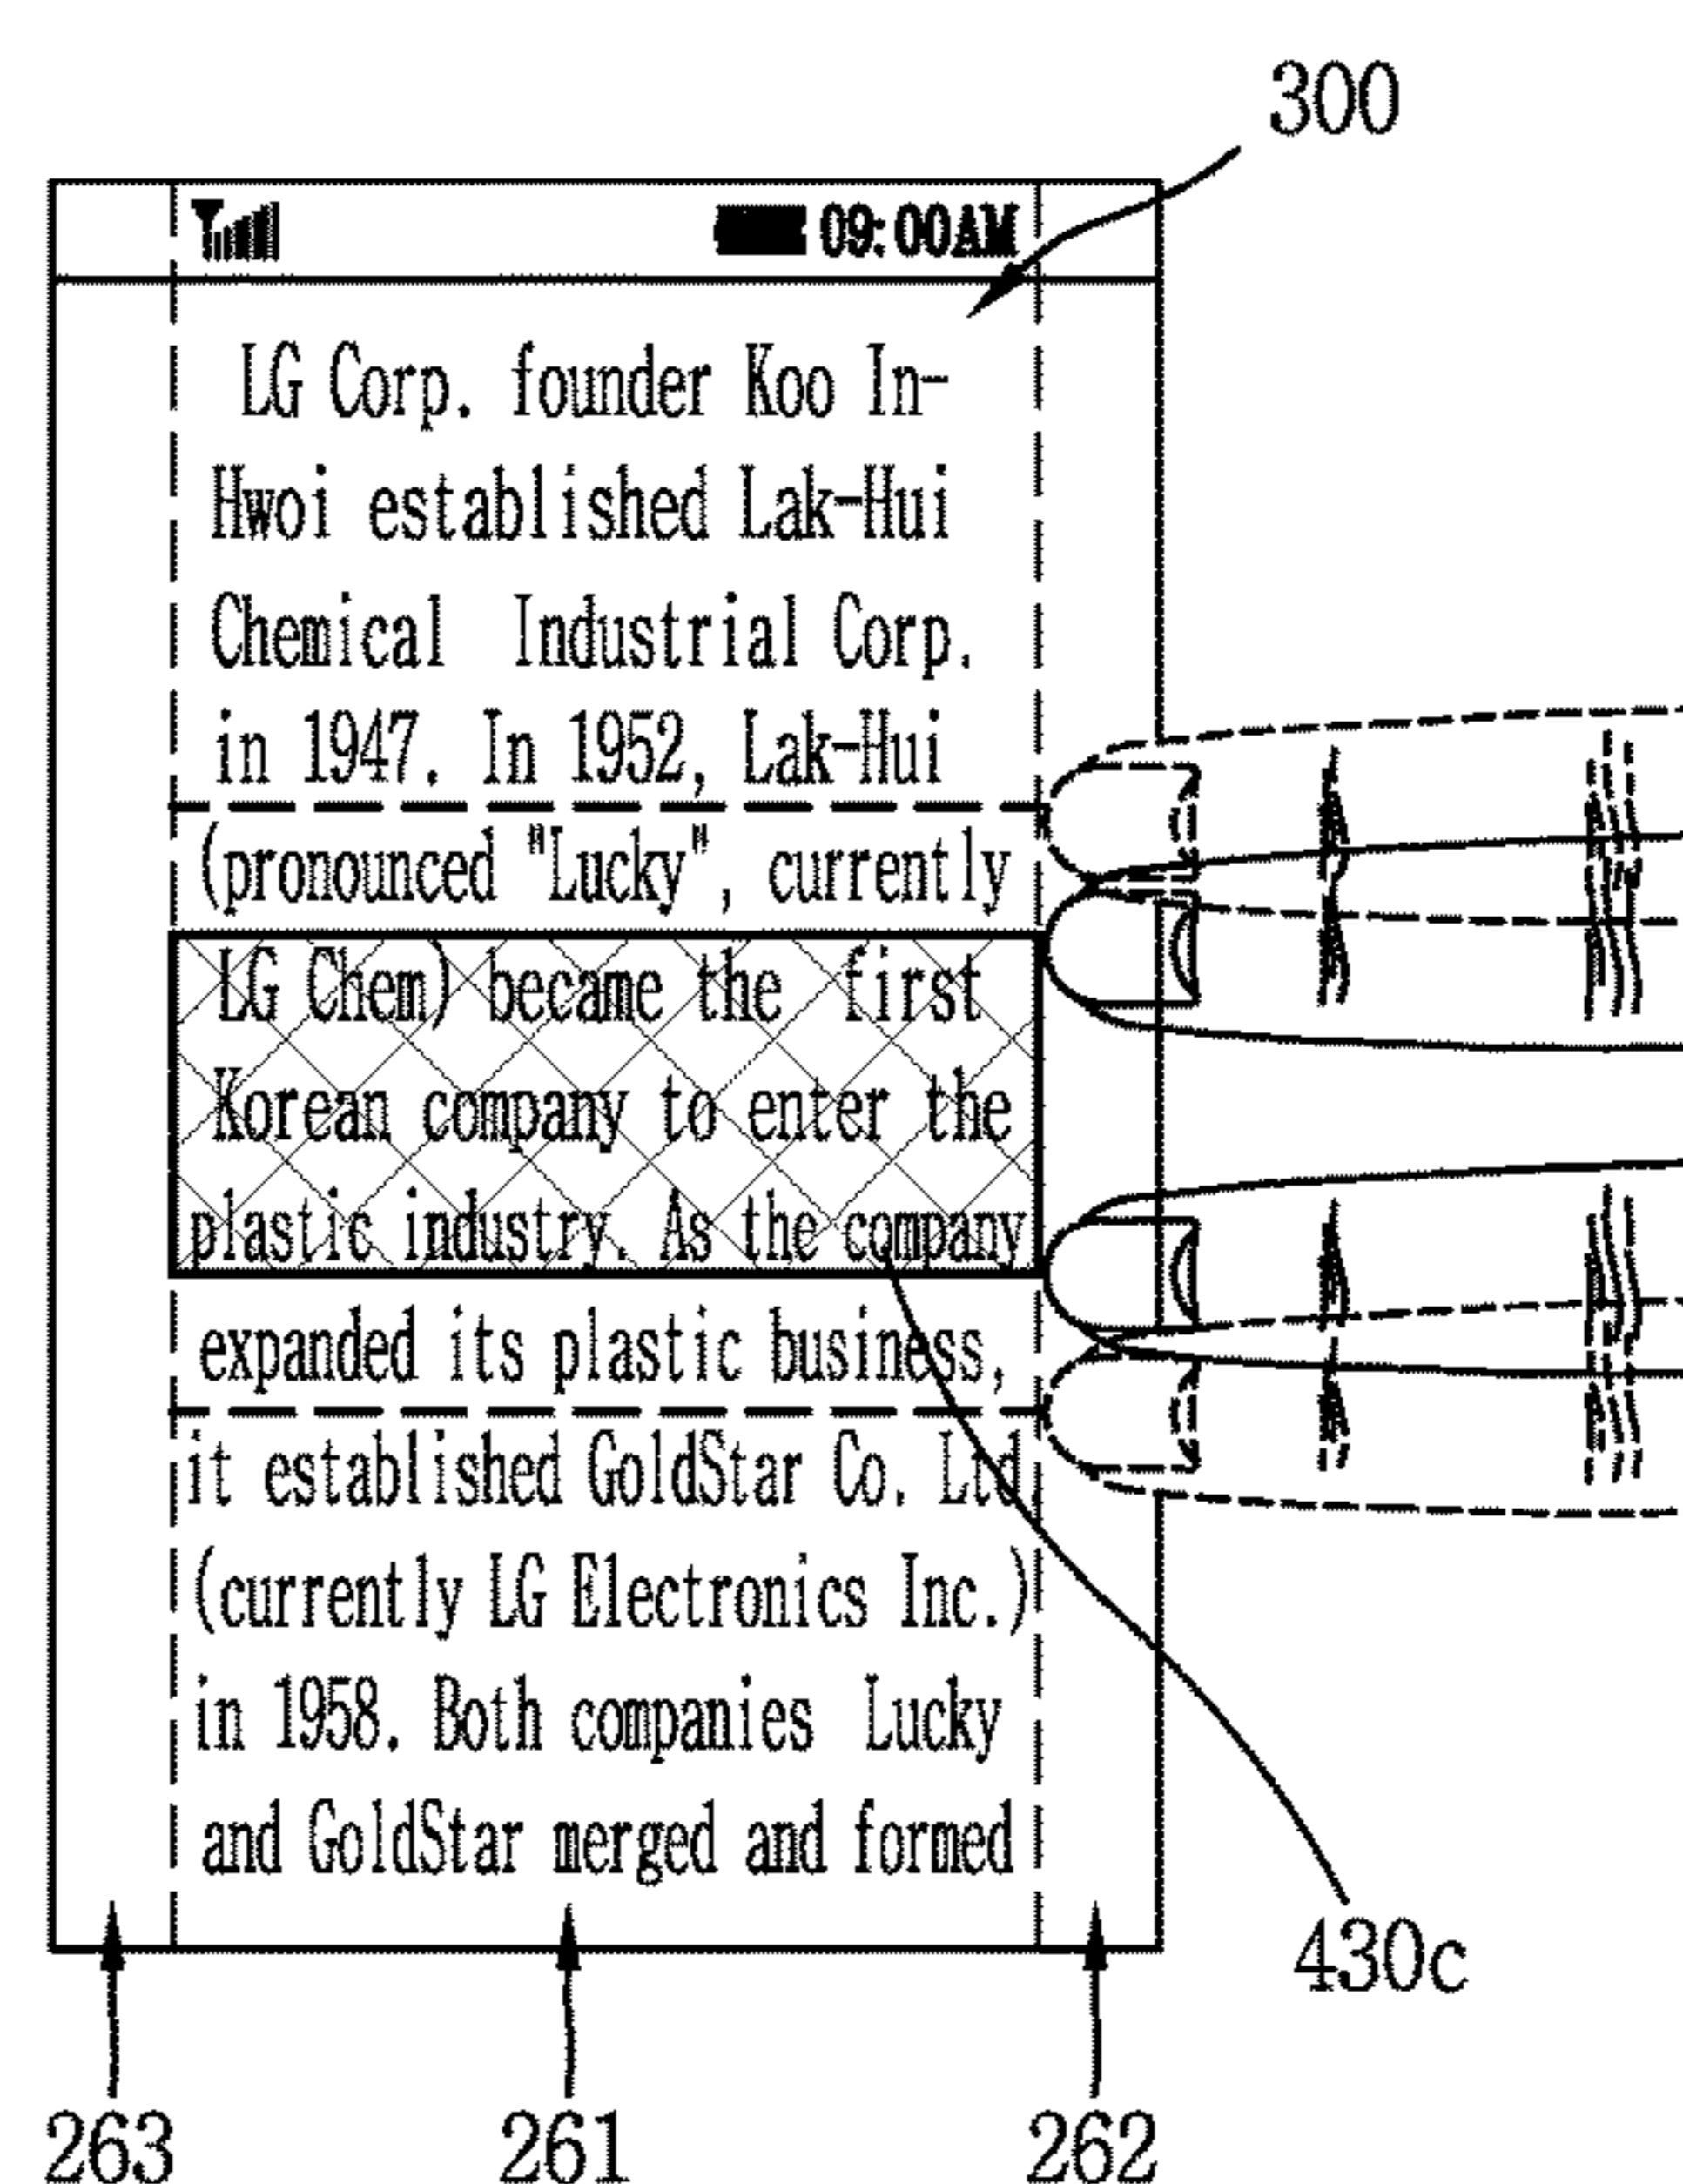 300
09:00AM
LG Corp. founder Koo In-
Hwoi established Lak-Hui
Chemical Industrial Corp.
in 1947. In 1952, Lak-Hui
(pronounced "Lucky", currently
LG Chem) became the first
Korean company to enter the
plastic industry. As the company
expanded its plastic business,
it established GoldStar Co. Ltd.
(currently LG Electronics Inc.)
in 1958. Both companies Lucky
and GoldStar merged and formed
430c
263 261 262